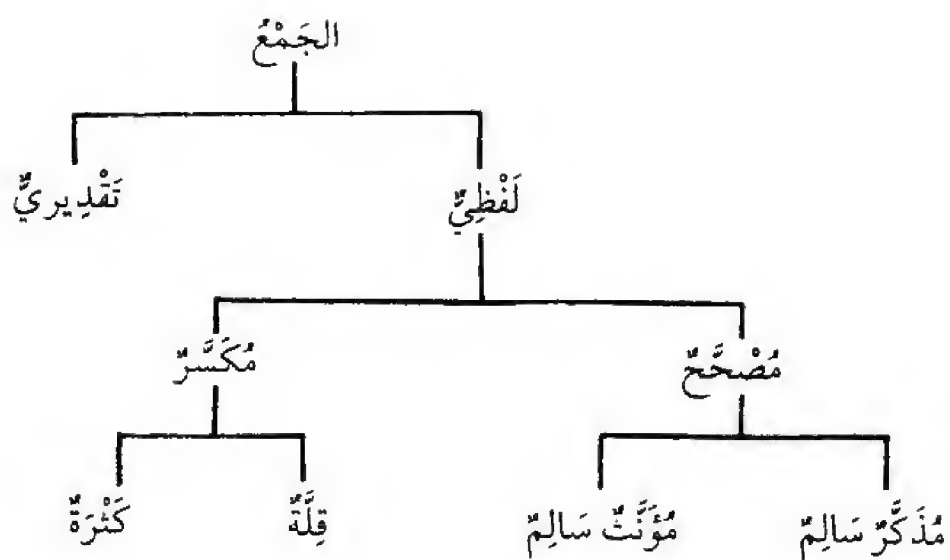 الجَمْعُ
لَفْظِيٌّ تَقْدِيرِيٌّ
مُصْحَّحٌ مُكَسَّرٌ
مُذَكَّرٌ سَالِمٌ مُؤَنَّثٌ سَالِمٌ قِلَّةٌ كَثْرَةٌ